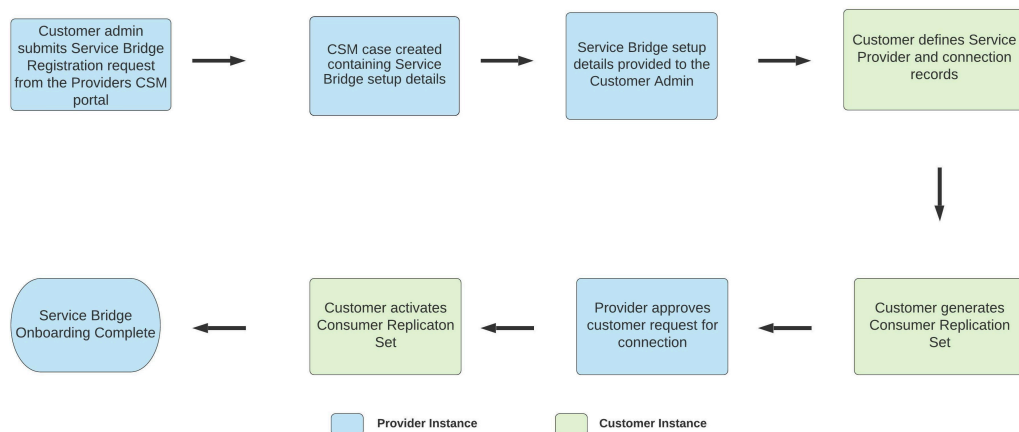 Customer admin
submits Service Bridge
Registration request
from the Providers CSM
portal
CSM case created
containing Service
Bridge setup details
Service Bridge setup
details provided to the
Customer Admin
Customer defines Service
Provider and connection
records
Customer generates
Consumer Replication
Set
Provider approves
customer request for
connection
Customer activates
Consumer Replicaton
Set
Service Bridge
Onboarding Complete
Provider Instance
Customer Instance